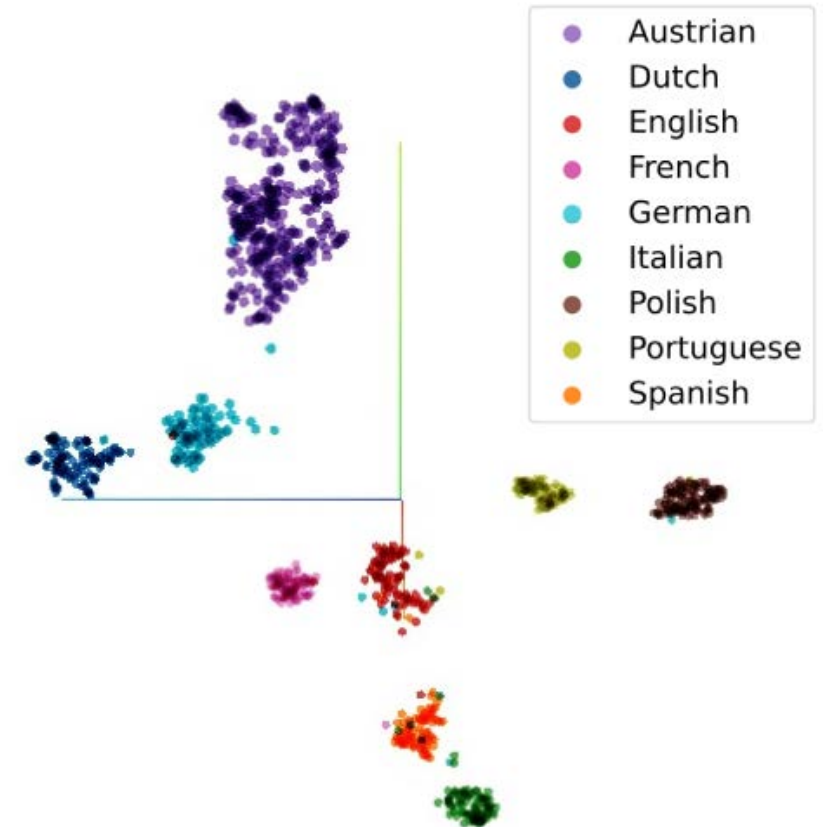 Austrian
Dutch
English
French
German
Italian
Polish
Portuguese
Spanish